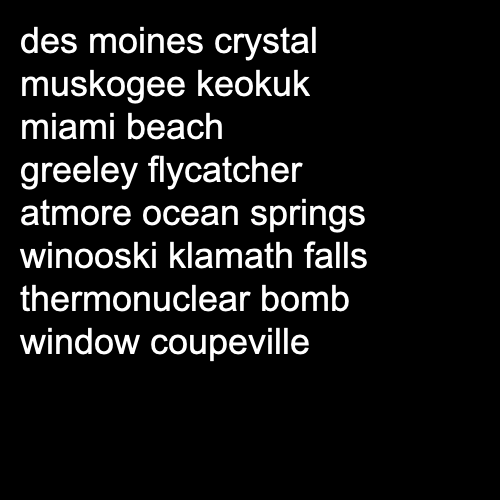 des moines crystal
muskogee keokuk
miami beach
greeley flycatcher
atmore ocean springs
winooski klamath falls
thermonuclear bomb
window coupeville